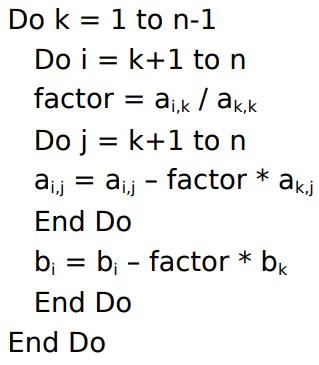 Do k = 1 to n-1
Do i = k+1 to n
factor = aᵢ,ₖ / aₖ,ₖ
Do j = k+1 to n
aᵢ,ⱼ = aᵢ,ⱼ – factor * aₖ,ⱼ
End Do
bᵢ = bᵢ – factor * bₖ
End Do
End Do